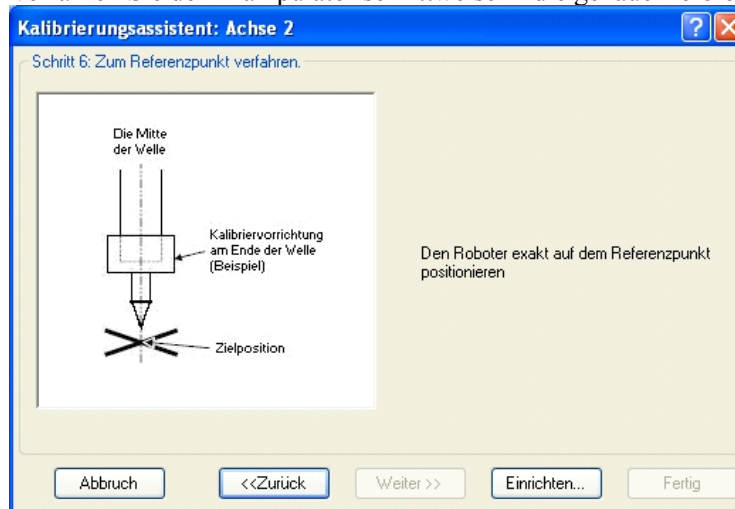 Kalibrierungsassistent: Achse 2
Schritt 6: Zum Referenzpunkt verfahren.
Die Mitte
der Welle
Kalibriervorrichtung
am Ende der Welle
(Beispiel)
Zielposition
Den Roboter exakt auf dem Referenzpunkt
positionieren
Abbruch <<Zurück Weiter >> Einrichten... Fertig